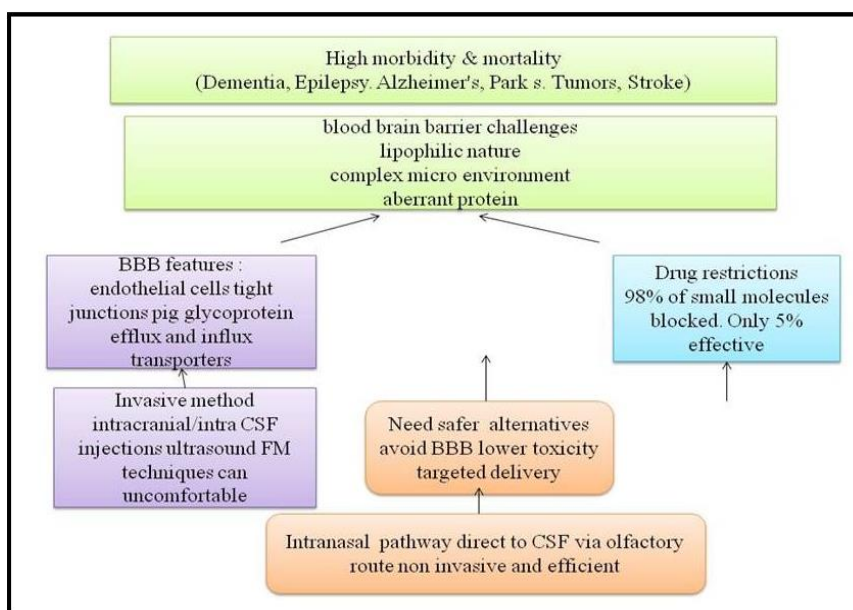 High morbidity & mortality
(Dementia, Epilepsy. Alzheimer's, Park s. Tumors, Stroke)
blood brain barrier challenges
lipophilic nature
complex micro environment
aberrant protein
BBB features :
endothelial cells tight
junctions pig glycoprotein
efflux and influx
transporters
Drug restrictions
98% of small molecules
blocked. Only 5%
effective
Invasive method
intracranial/intra CSF
injections ultrasound FM
techniques can
uncomfortable
Need safer alternatives
avoid BBB lower toxicity
targeted delivery
Intranasal pathway direct to CSF via olfactory
route non invasive and efficient